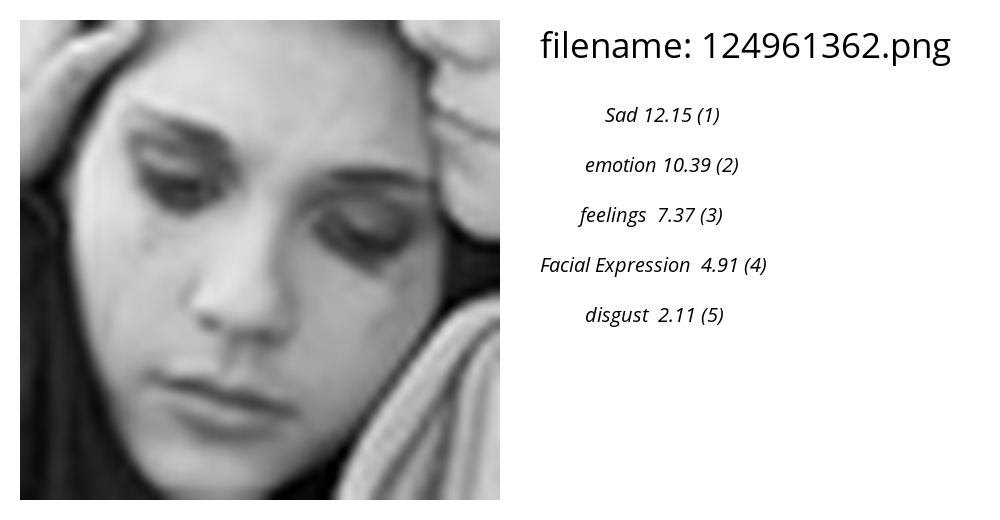 filename: 124961362.png
Sad 12.15 (1)
emotion 10.39 (2)
feelings 7.37 (3)
Facial Expression 4.91 (4)
disgust 2.11 (5)